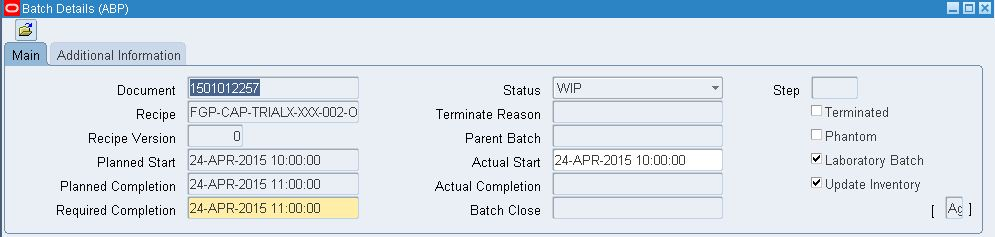 Batch Details (ABP)
Main Additional Information
Document 1501012257 Status WIP Step
Recipe FGP-CAP-TRIALX-XXX-002-O Terminate Reason Terminated
Recipe Version 0 Parent Batch Phantom
Planned Start 24-APR-2015 10:00:00 Actual Start 24-APR-2015 10:00:00 Laboratory Batch
Planned Completion 24-APR-2015 11:00:00 Actual Completion Update Inventory
Required Completion 24-APR-2015 11:00:00 Batch Close [ Ag ]